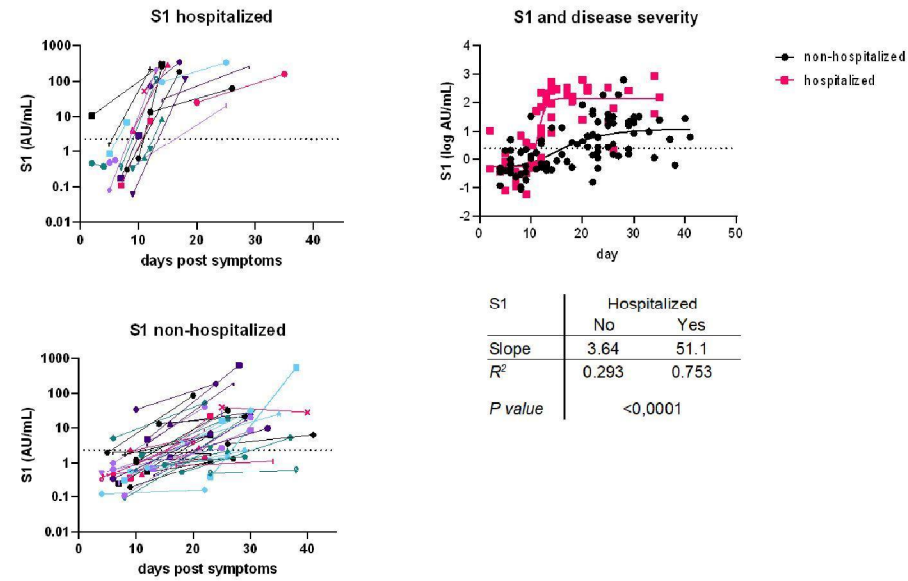 S1 hospitalized
S1 (AU/mL)
1000
100
10
1
0.1
0.01
0
10
20
30
40
days post symptoms
S1 and disease severity
S1 (log AU/mL)
4
3
2
1
0
-1
-2
0
10
20
30
40
50
day
non-hospitalized
hospitalized
S1 non-hospitalized
S1 (AU/mL)
1000
100
10
1
0.1
0.01
0
10
20
30
40
days post symptoms
S1 Hospitalized
No Yes
Slope 3.64 51.1
R² 0.293 0.753
P value <0,0001